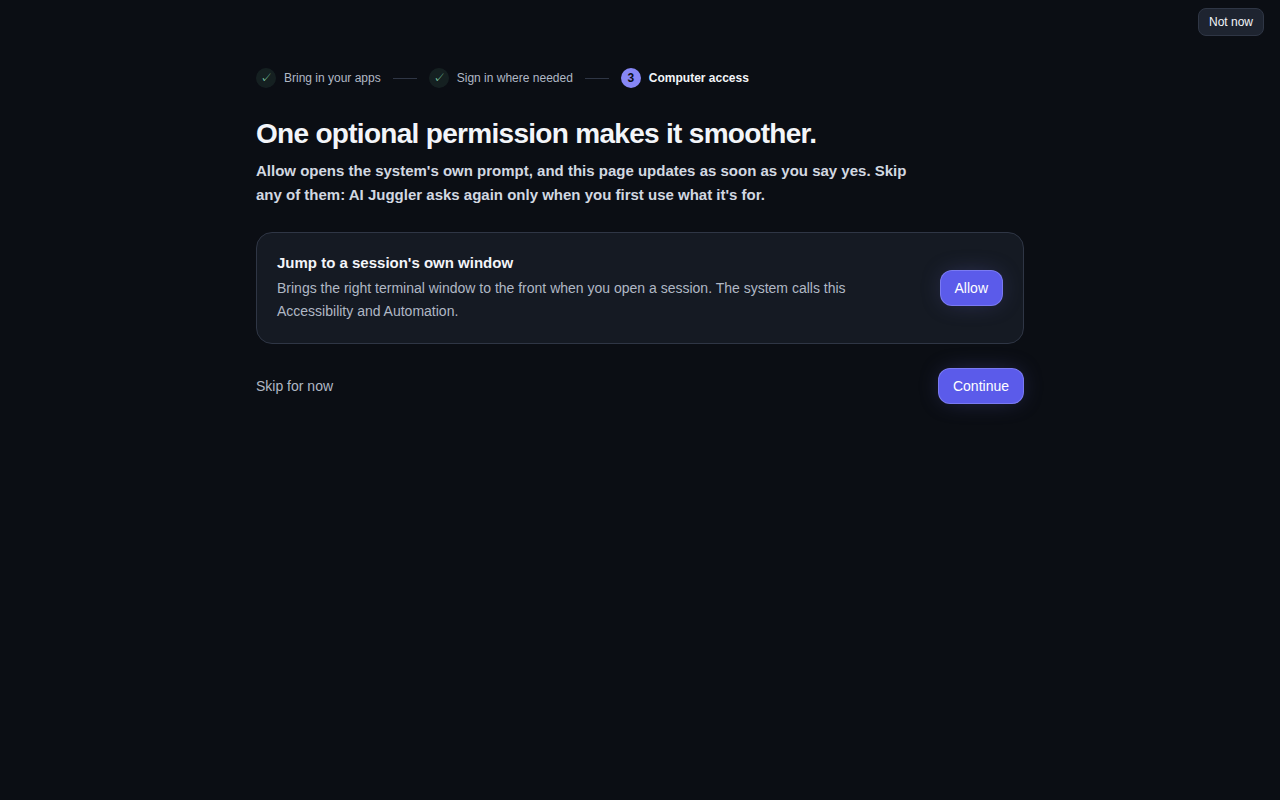 Not now
✓ Bring in your apps ✓ Sign in where needed 3 Computer access
One optional permission makes it smoother.
Allow opens the system's own prompt, and this page updates as soon as you say yes. Skip
any of them: AI Juggler asks again only when you first use what it's for.
Jump to a session's own window
Brings the right terminal window to the front when you open a session. The system calls this
Accessibility and Automation.
Allow
Skip for now
Continue